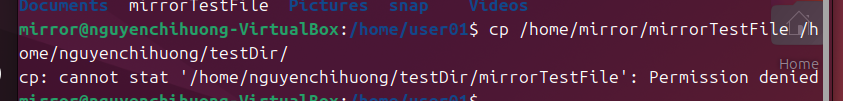 Documents  mirrorTestFile  Pictures  snap    Videos
mirror@nguyenchihuong-VirtualBox:/home/user01$ cp /home/mirror/mirrorTestFile /h
ome/nguyenchihuong/testDir/
Home
cp: cannot stat '/home/nguyenchihuong/testDir/mirrorTestFile': Permission denied
mirror@nguyenchihuong-VirtualBox:/home/user01$